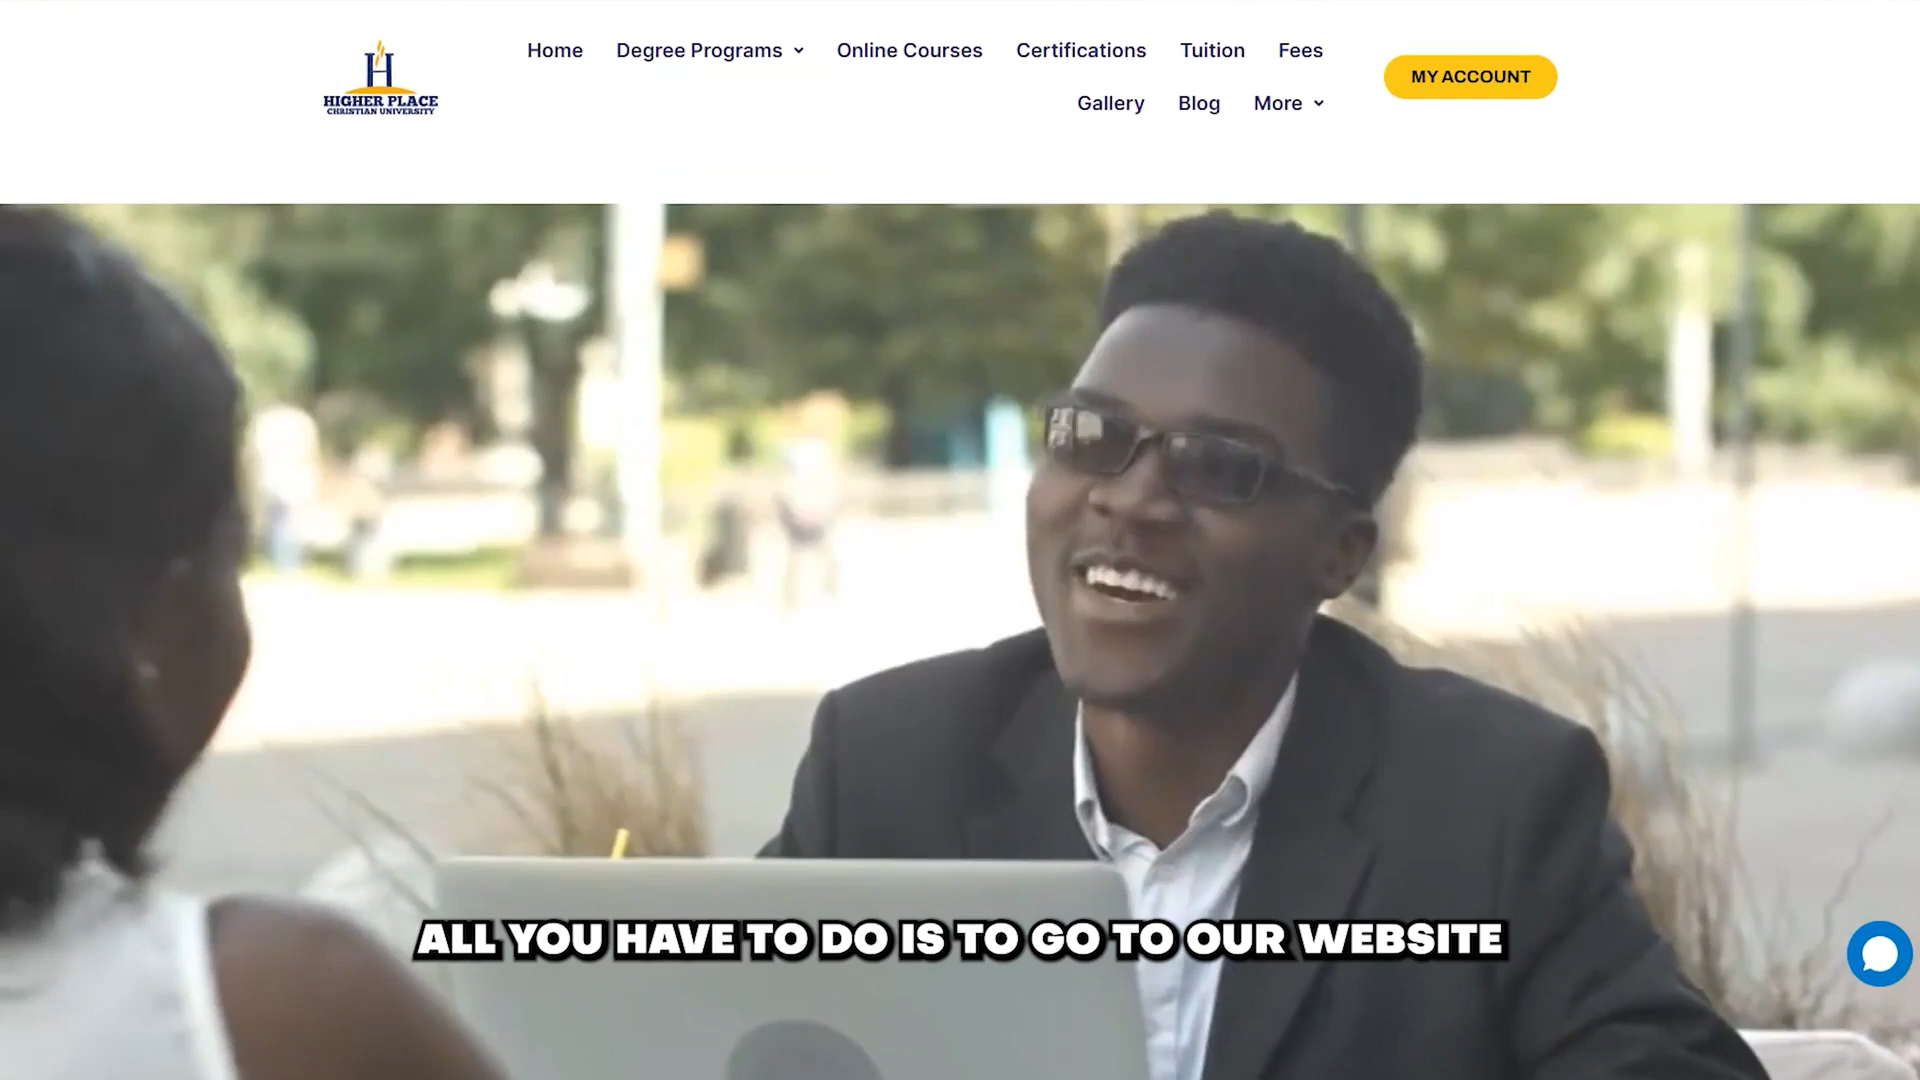 Home
Degree Programs
Online Courses
Certifications
Tuition
Fees
MY ACCOUNT
Gallery
Blog
More
H
HIGHER PLACE
CHRISTIAN UNIVERSITY
ALL YOU HAVE TO DO IS TO GO TO OUR WEBSITE